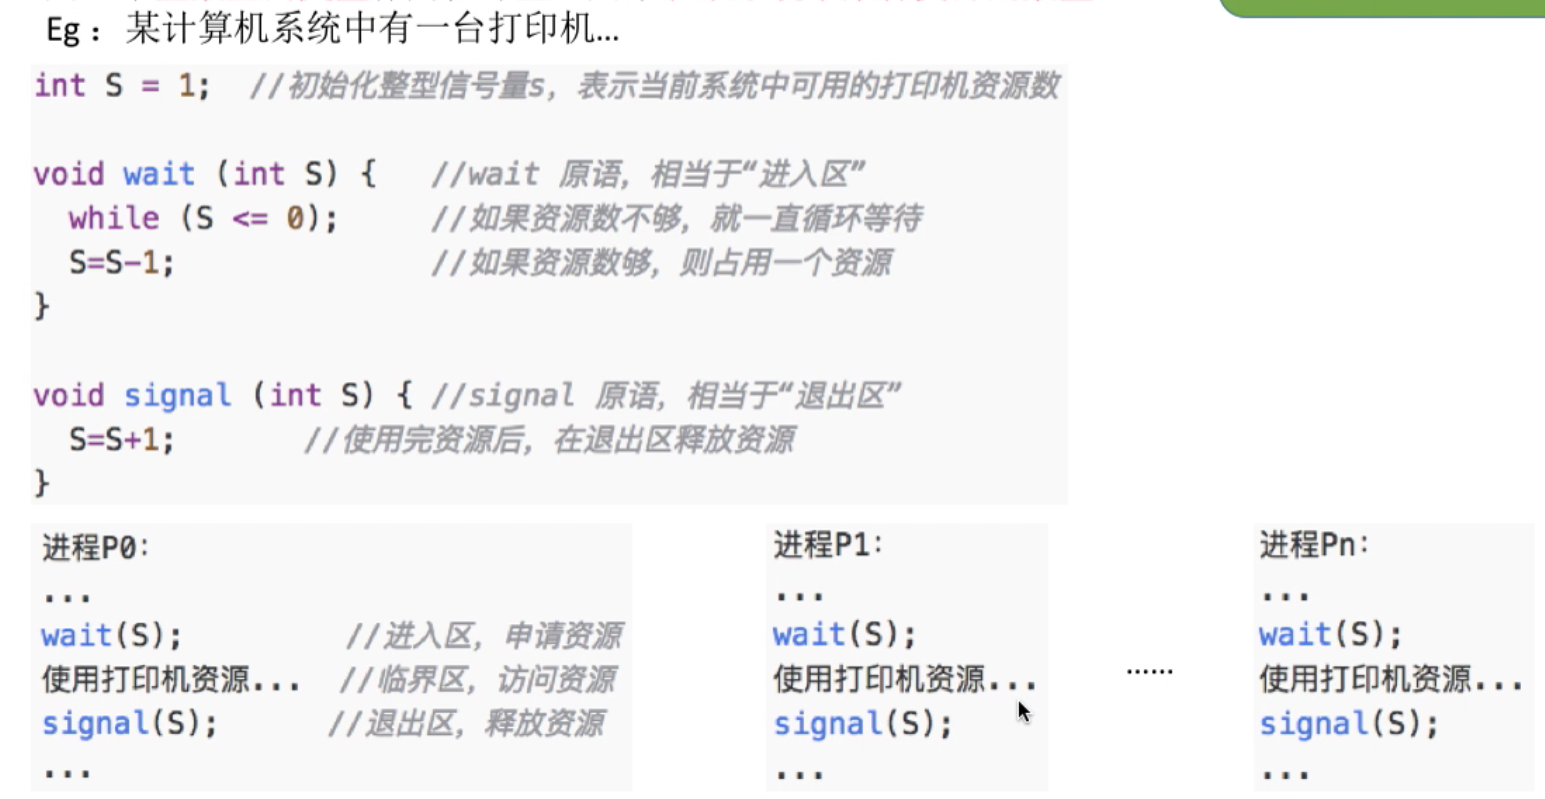 Eg：某计算机系统中有一台打印机...
int S = 1;  //初始化整型信号量s，表示当前系统中可用的打印机资源数
void wait (int S) {   //wait 原语，相当于“进入区”
while (S <= 0);      //如果资源数不够，就一直循环等待
S=S-1;              //如果资源数够，则占用一个资源
}
void signal (int S) { //signal 原语，相当于“退出区”
S=S+1;       //使用完资源后，在退出区释放资源
}
进程P0:
...
wait(S);         //进入区，申请资源
使用打印机资源...  //临界区，访问资源
signal(S);      //退出区，释放资源
...
进程P1:
...
wait(S);
使用打印机资源...
signal(S);
...
……
进程Pn:
...
wait(S);
使用打印机资源...
signal(S);
...